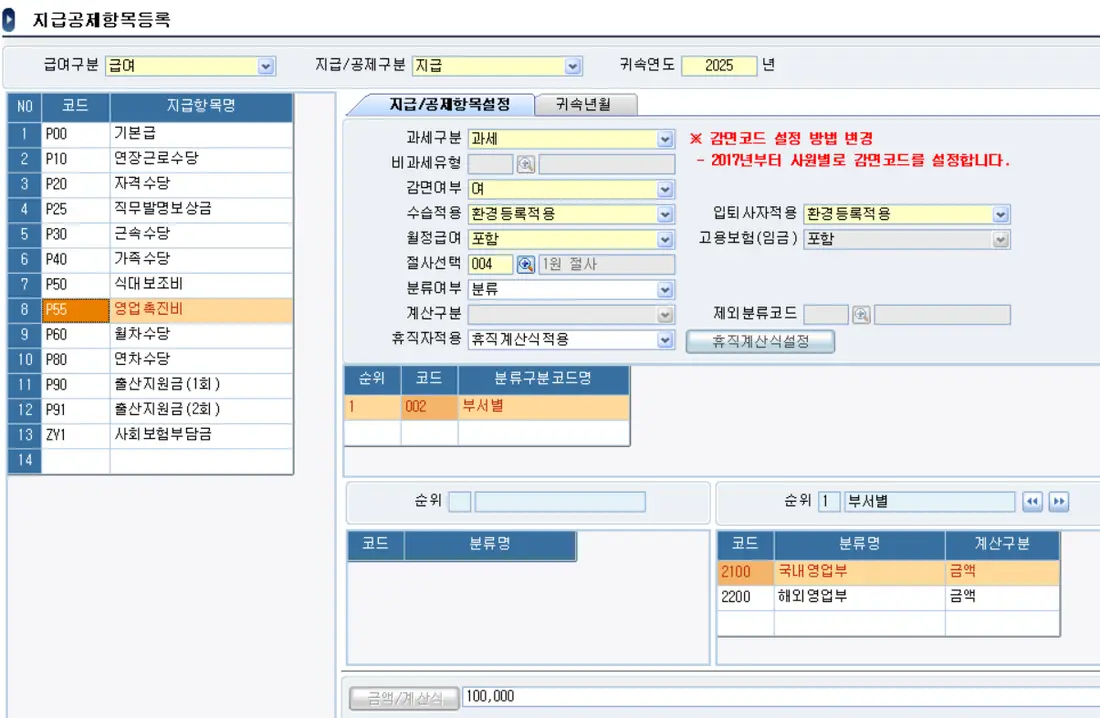 지급공제항목등록
급여구분 급여 지급/공제구분 지급 귀속연도 2025 년
NO 코드 지급항목명
1 P00 기본급
2 P10 연장근로수당
3 P20 자격수당
4 P25 직무발명보상금
5 P30 근속수당
6 P40 가족수당
7 P50 식대보조비
8 P55 영업촉진비
9 P60 월차수당
10 P80 연차수당
11 P90 출산지원금(1회)
12 P91 출산지원금(2회)
13 ZY1 사회보험부담금
14
지급/공제항목설정 귀속년월
과세구분 과세 ※ 감면코드 설정 방법 변경
비과세유형 - 2017년부터 사원별로 감면코드를 설정합니다.
감면여부 여
수습적용 환경등록적용 입퇴사자적용 환경등록적용
월정급여 포함 고용보험(임금) 포함
절사선택 004 1원 절사
분류여부 분류
계산구분 제외분류코드
휴직자적용 휴직계산식적용 휴직계산식설정
순위 코드 분류구분코드명
1 002 부서별
순위 순위 1 부서별
코드 분류명
코드 분류명 계산구분
2100 국내영업부 금액
2200 해외영업부 금액
금액/계산식 100,000